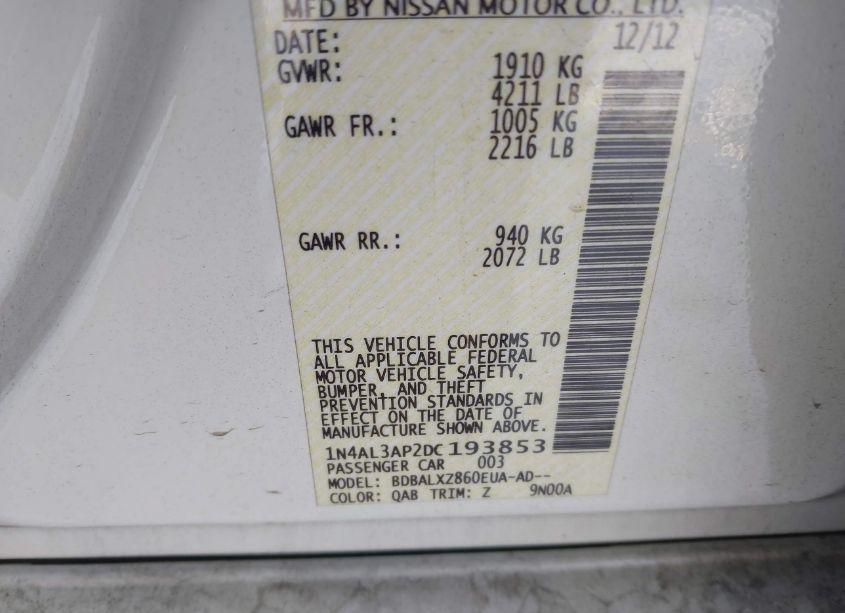 MFD BY NISSAN MOTOR CO., LTD.
DATE: 12/12
GVWR: 1910 KG
4211 LB
GAWR FR.: 1005 KG
2216 LB
GAWR RR.: 940 KG
2072 LB
THIS VEHICLE CONFORMS TO
ALL APPLICABLE FEDERAL
MOTOR VEHICLE SAFETY,
BUMPER, AND THEFT
PREVENTION STANDARDS IN
EFFECT ON THE DATE OF
MANUFACTURE SHOWN ABOVE.
1N4AL3AP2DC193853
PASSENGER CAR 003
MODEL: BDBALXZ860EUA-AD--
COLOR: QAB TRIM: Z 9N00A